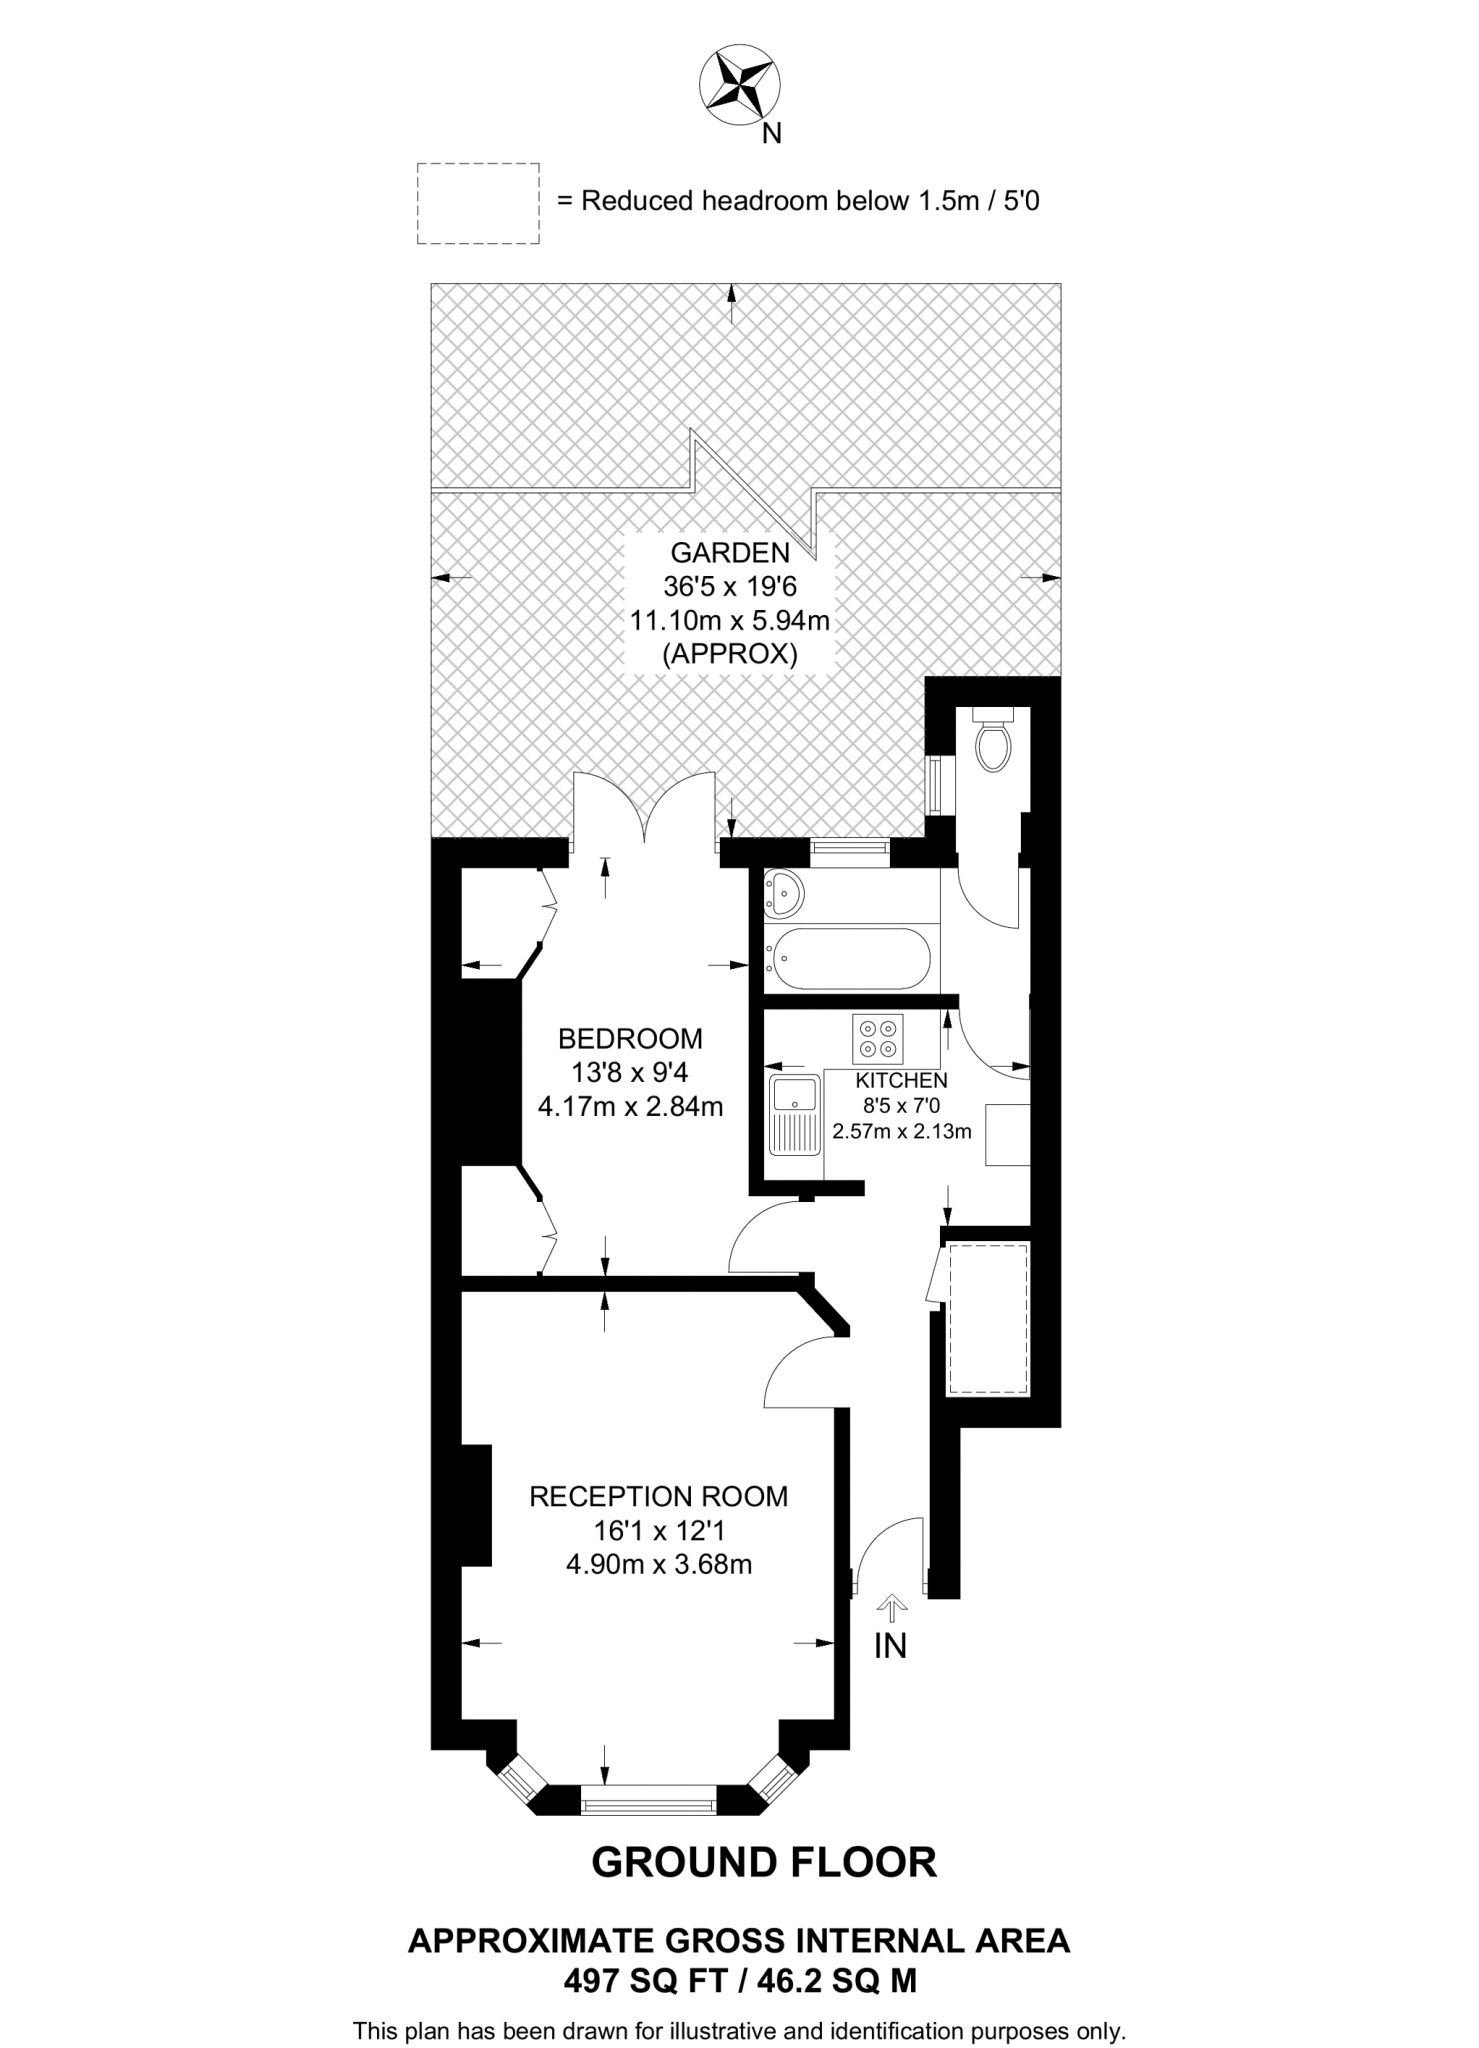 N
= Reduced headroom below 1.5m / 5'0
GARDEN
36'5 x 19'6
11.10m x 5.94m
(APPROX)
BEDROOM
13'8 x 9'4
4.17m x 2.84m
KITCHEN
8'5 x 7'0
2.57m x 2.13m
RECEPTION ROOM
16'1 x 12'1
4.90m x 3.68m
IN
GROUND FLOOR
APPROXIMATE GROSS INTERNAL AREA
497 SQ FT / 46.2 SQ M
This plan has been drawn for illustrative and identification purposes only.